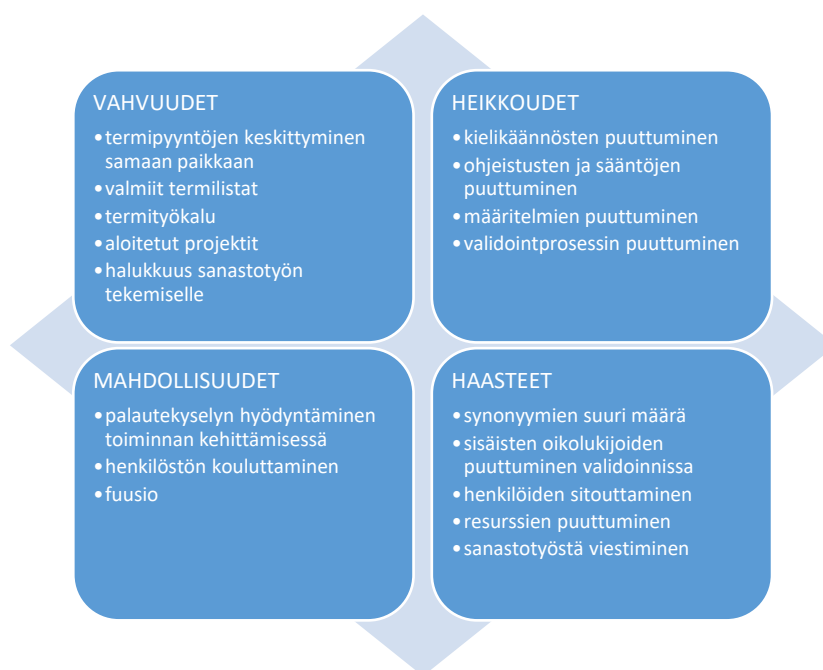 VAHVUUDET
•termipyyntöjen keskittyminen
samaan paikkaan
•valmiit termilistat
•termityökalu
•aloitetut projektit
•halukkuus sanastotyön
tekemiselle
HEIKKOUDET
•kielikäännösten puuttuminen
•ohjeistusten ja sääntöjen
puuttuminen
•määritelmien puuttuminen
•validointprosessin puuttuminen
MAHDOLLISUUDET
•palautekyselyn hyödyntäminen
toiminnan kehittämisessä
•henkilöstön kouluttaminen
•fuusio
HAASTEET
•synonyymien suuri määrä
•sisäisten oikolukijoiden
puuttuminen validoinnissa
•henkilöiden sitouttaminen
•resurssien puuttuminen
•sanastotyöstä viestiminen